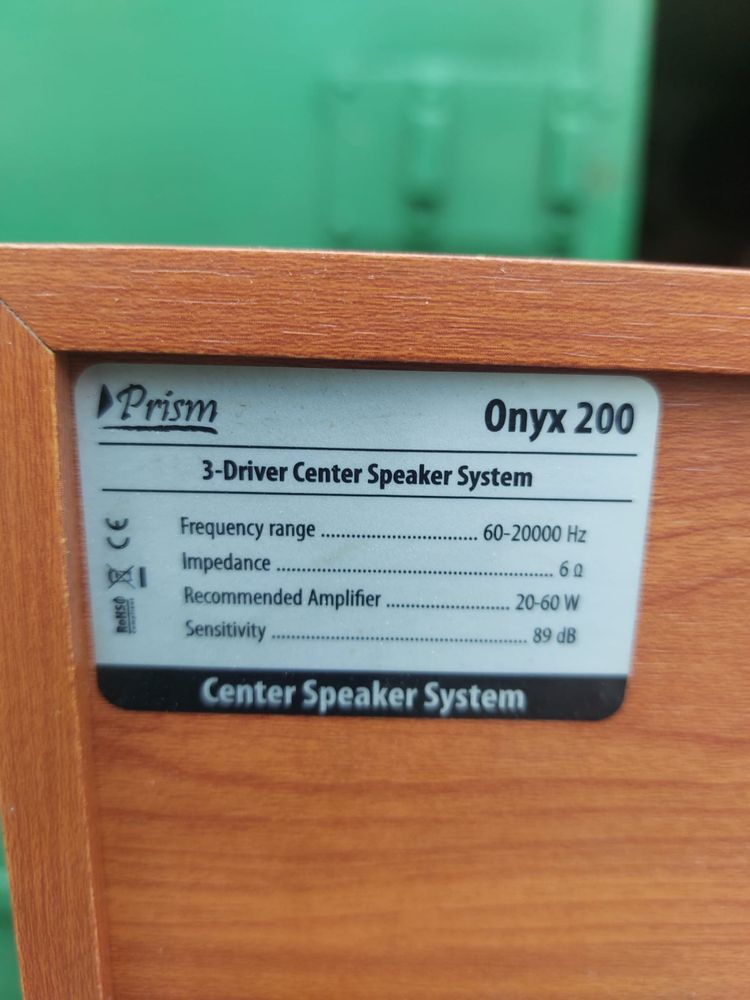 Prism
Onyx 200
3-Driver Center Speaker System
Frequency range .............................. 60-20000 Hz
Impedance ..................................................... 6 Ω
Recommended Amplifier ....................... 20-60 W
Sensitivity ................................................ 89 dB
CE
RoHS
Center Speaker System